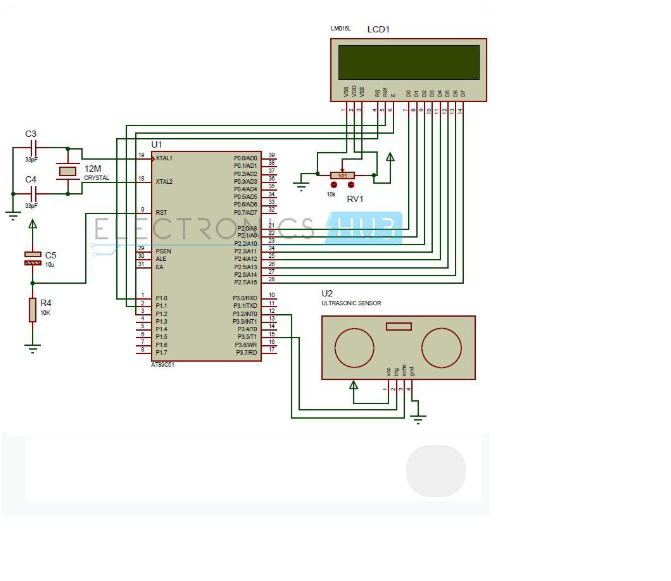 LM016L
LCD1
VSS VDD VEE RS RW E D0 D1 D2 D3 D4 D5 D6 D7
1 2 3 4 5 6 7 8 9 10 11 12 13 14
C3
33pF
C4
33pF
12M
CRYSTAL
C5
10u
R4
10K
U1
19 XTAL1
18 XTAL2
9 RST
29 PSEN
30 ALE
31 EA
1 P1.0
2 P1.1
3 P1.2
4 P1.3
5 P1.4
6 P1.5
7 P1.6
8 P1.7
P0.0/AD0 39
P0.1/AD1 38
P0.2/AD2 37
P0.3/AD3 36
P0.4/AD4 35
P0.5/AD5 34
P0.6/AD6 33
P0.7/AD7 32
P2.0/A8 21
P2.1/A9 22
P2.2/A10 23
P2.3/A11 24
P2.4/A12 25
P2.5/A13 26
P2.6/A14 27
P2.7/A15 28
P3.0/RXD 10
P3.1/TXD 11
P3.2/INT0 12
P3.3/INT1 13
P3.4/T0 14
P3.5/T1 15
P3.6/WR 16
P3.7/RD 17
AT89C51
10k
RV1
ELECTRONICS HUB
U2
ULTRASONIC SENSOR
vcc trig echo gnd
1 2 3 4